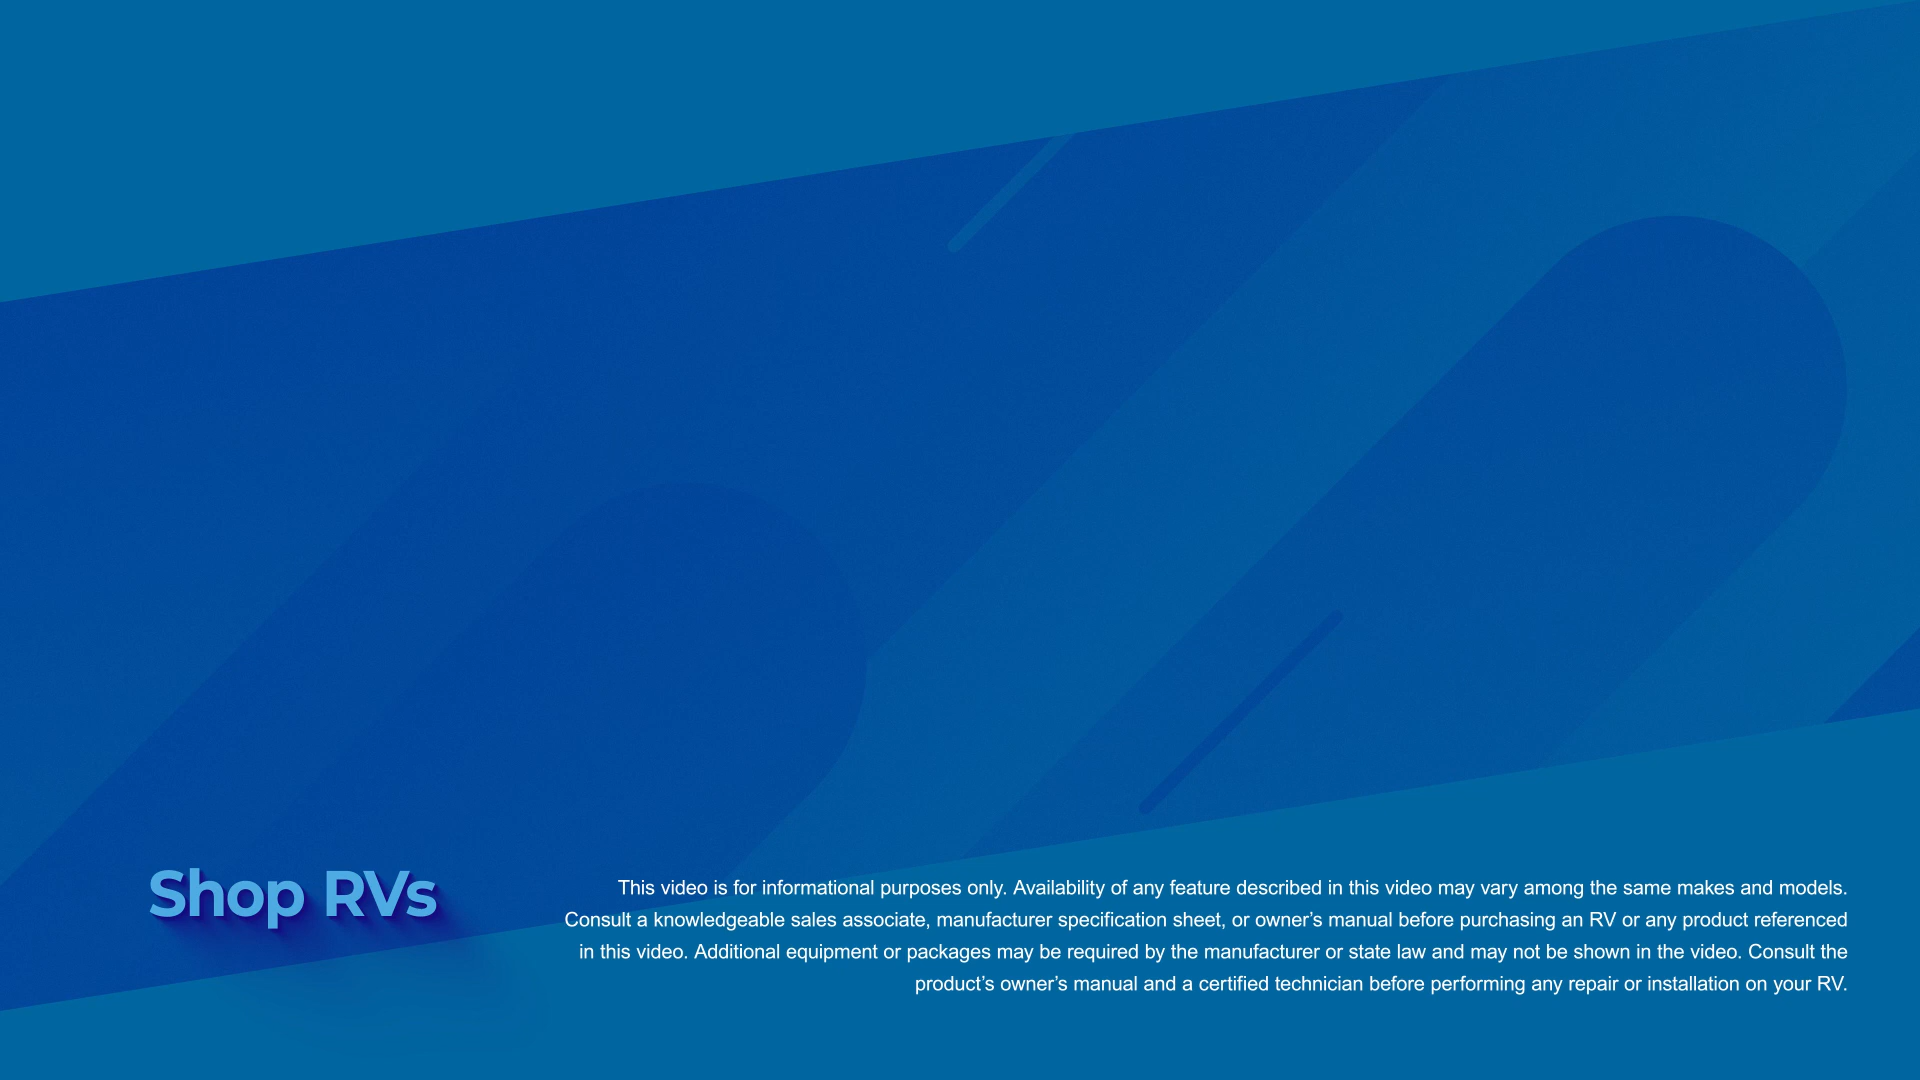 Shop RVs
This video is for informational purposes only. Availability of any feature described in this video may vary among the same makes and models.
Consult a knowledgeable sales associate, manufacturer specification sheet, or owner’s manual before purchasing an RV or any product referenced
in this video. Additional equipment or packages may be required by the manufacturer or state law and may not be shown in the video. Consult the
product’s owner’s manual and a certified technician before performing any repair or installation on your RV.